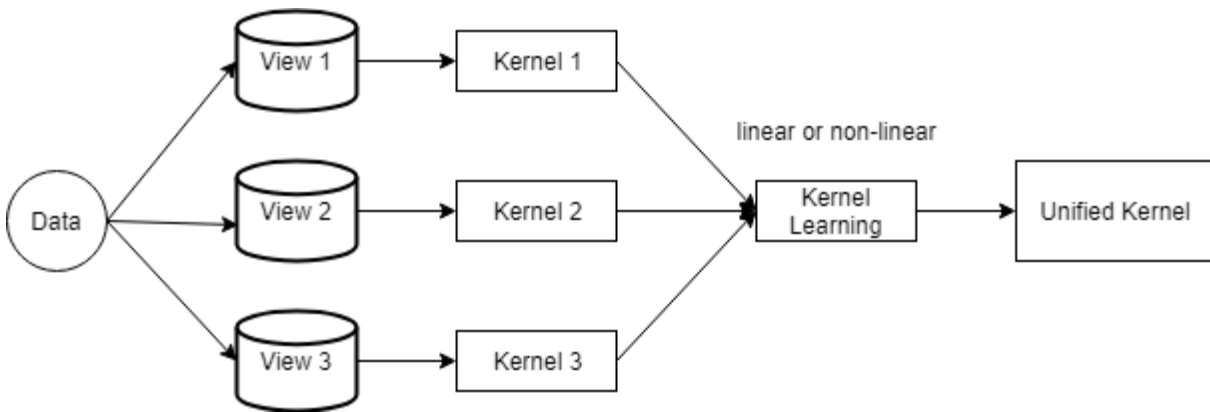 View 1
Kernel 1
linear or non-linear
Data
View 2
Kernel 2
Kernel
Learning
Unified Kernel
View 3
Kernel 3